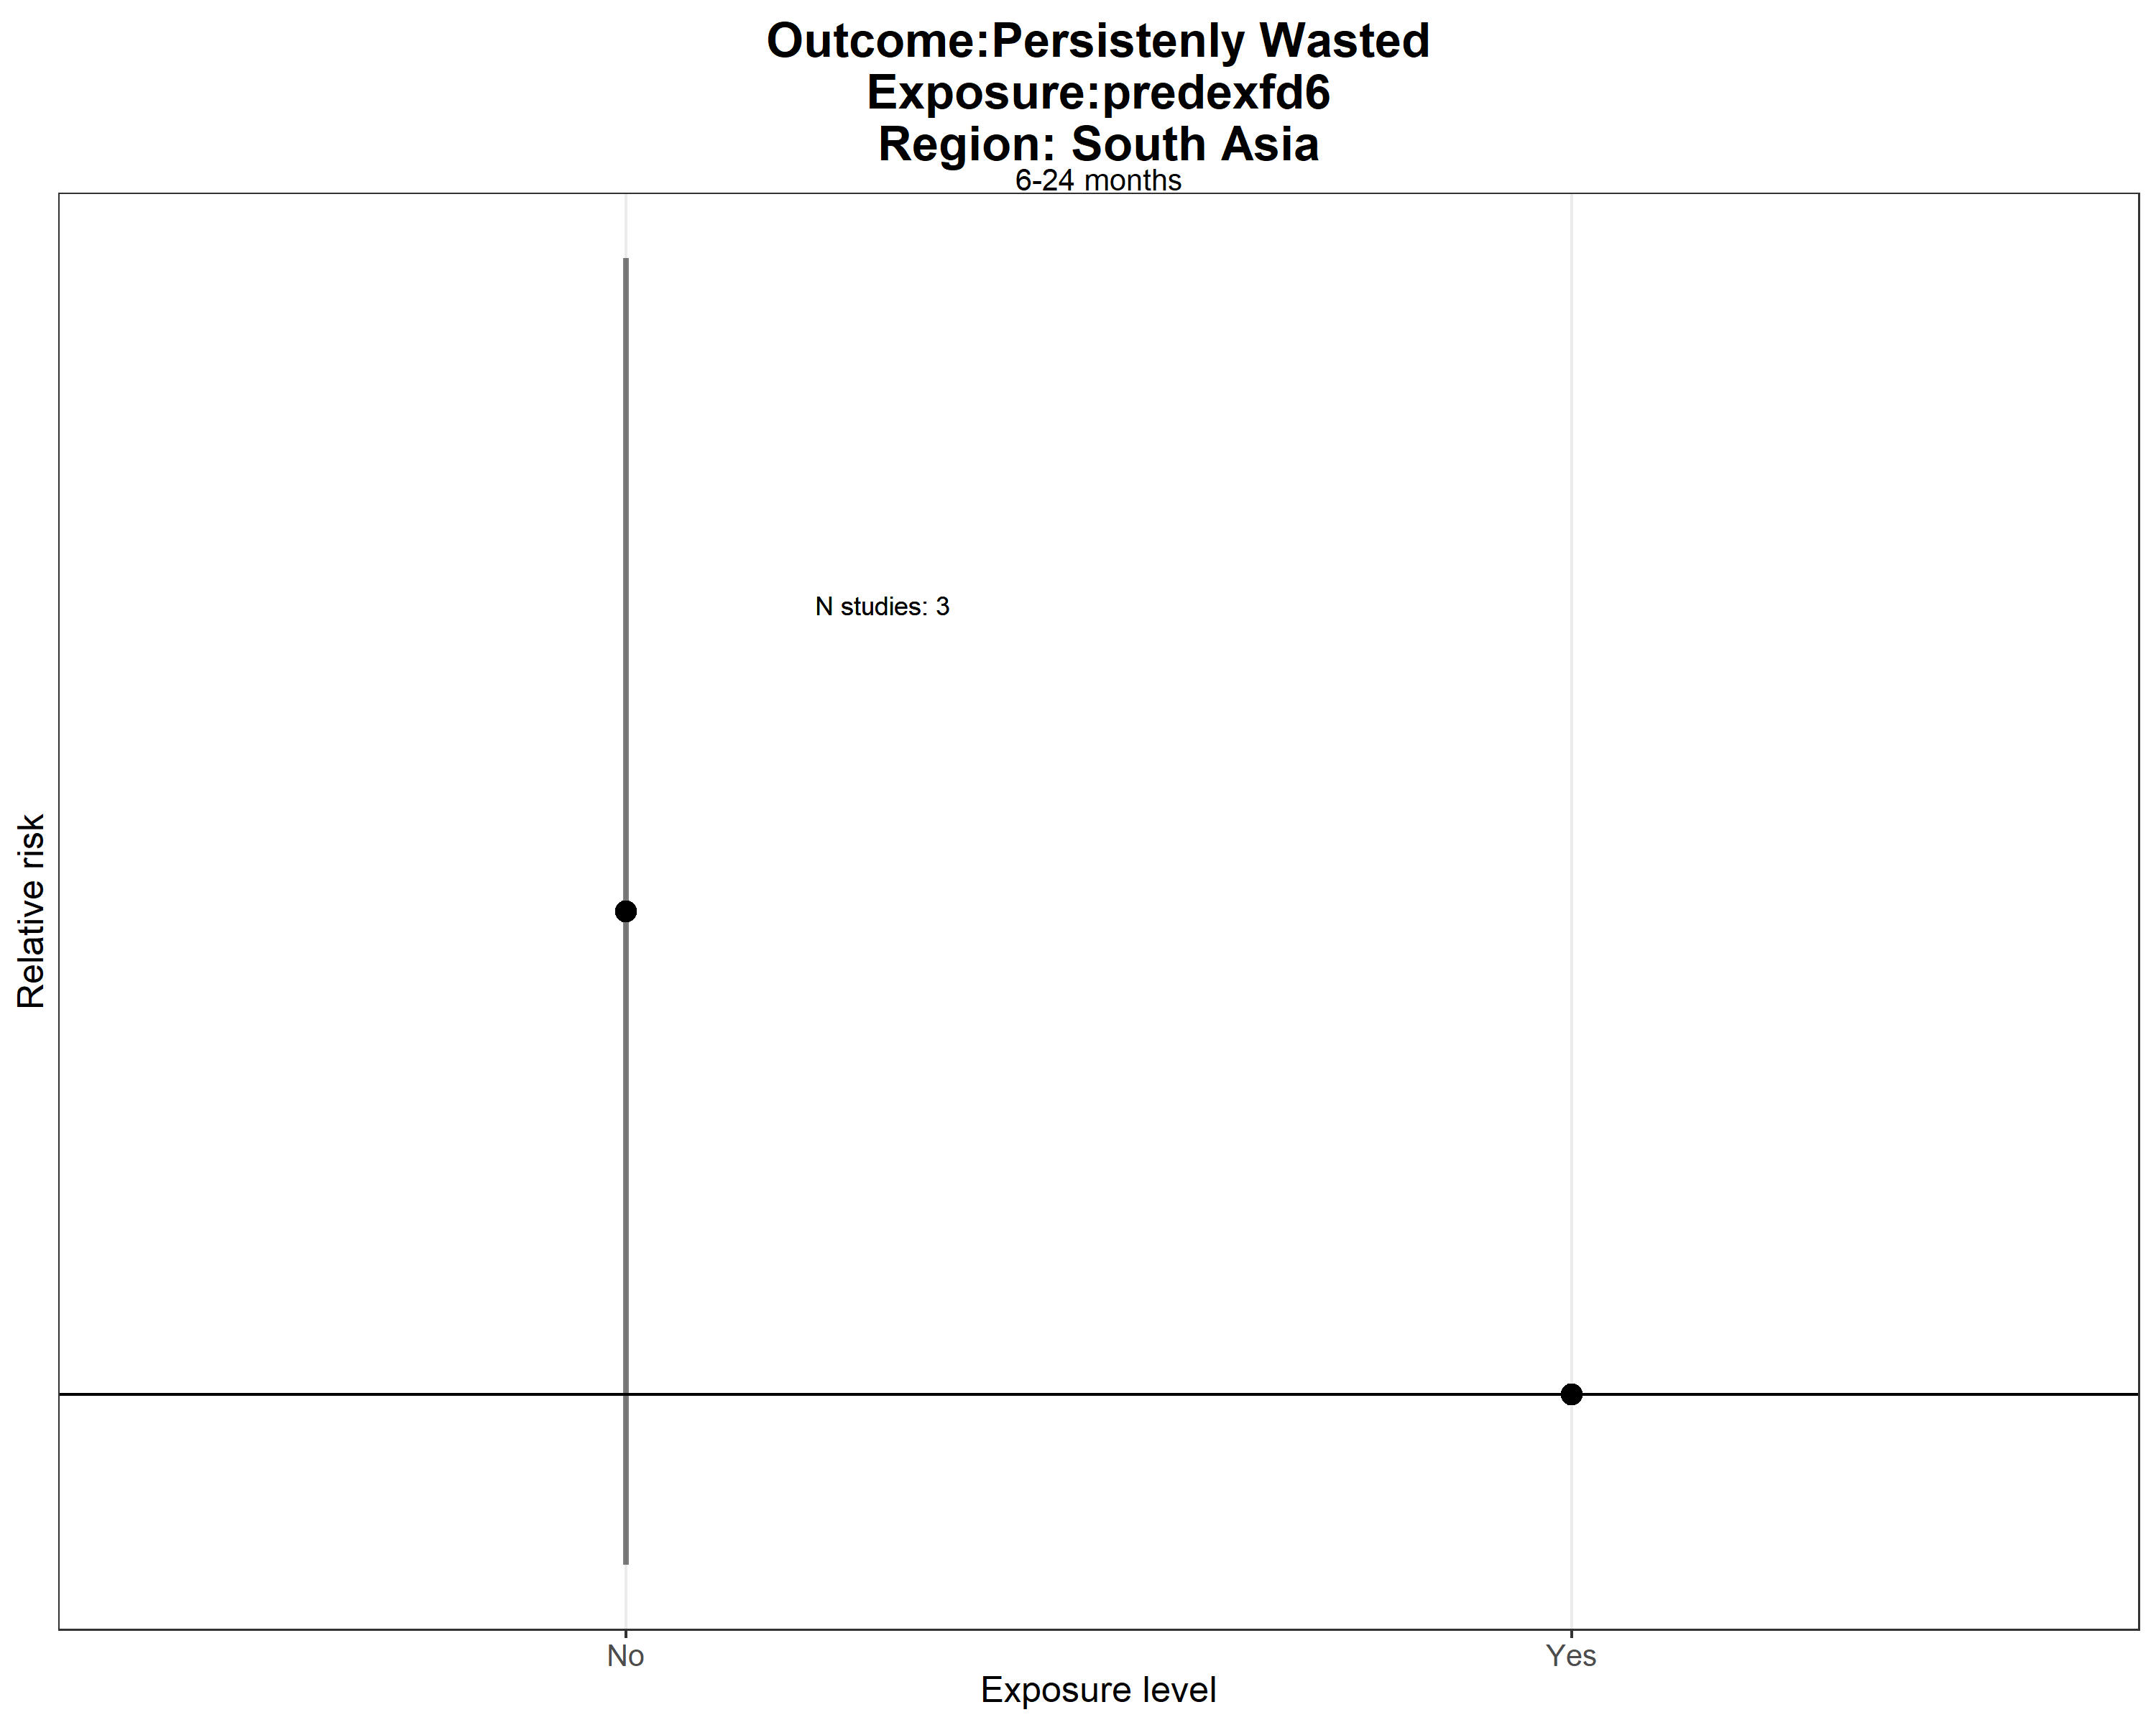 Outcome:Persistenly Wasted
Exposure:predexfd6
Region: South Asia
6-24 months
N studies: 3
Relative risk
No
Yes
Exposure level